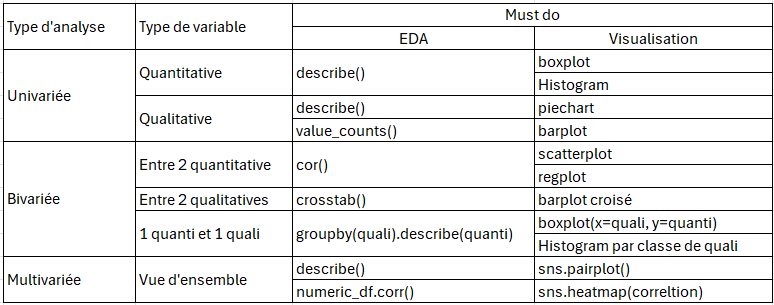 Type d'analyse
Type de variable
Must do
EDA
Visualisation
Univariée
Quantitative
describe()
boxplot
Histogram
Qualitative
describe()
piechart
value_counts()
barplot
Bivariée
Entre 2 quantitative
cor()
scatterplot
regplot
Entre 2 qualitatives
crosstab()
barplot croisé
1 quanti et 1 quali
groupby(quali).describe(quanti)
boxplot(x=quali, y=quanti)
Histogram par classe de quali
Multivariée
Vue d'ensemble
describe()
sns.pairplot()
numeric_df.corr()
sns.heatmap(correltion)